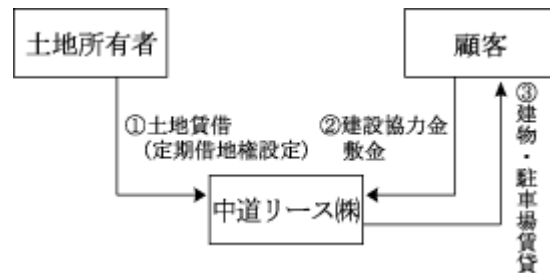 土地所有者
顧客
①土地賃借
(定期借地権設定)
②建設協力金
敷金
③建物・駐車場賃貸
中道リース㈱